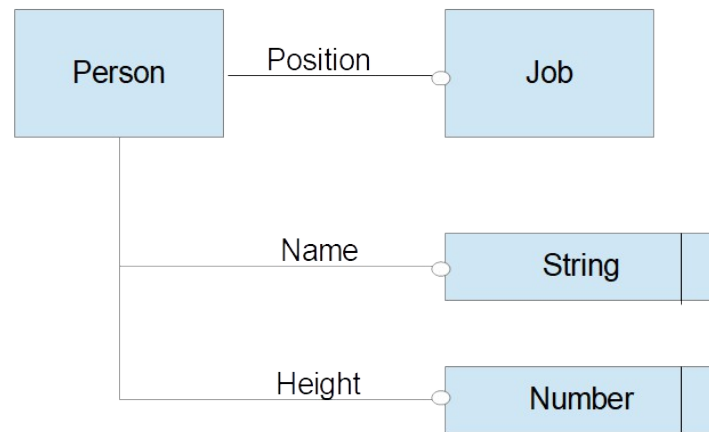 Person
Position
Job
Name
String
Height
Number